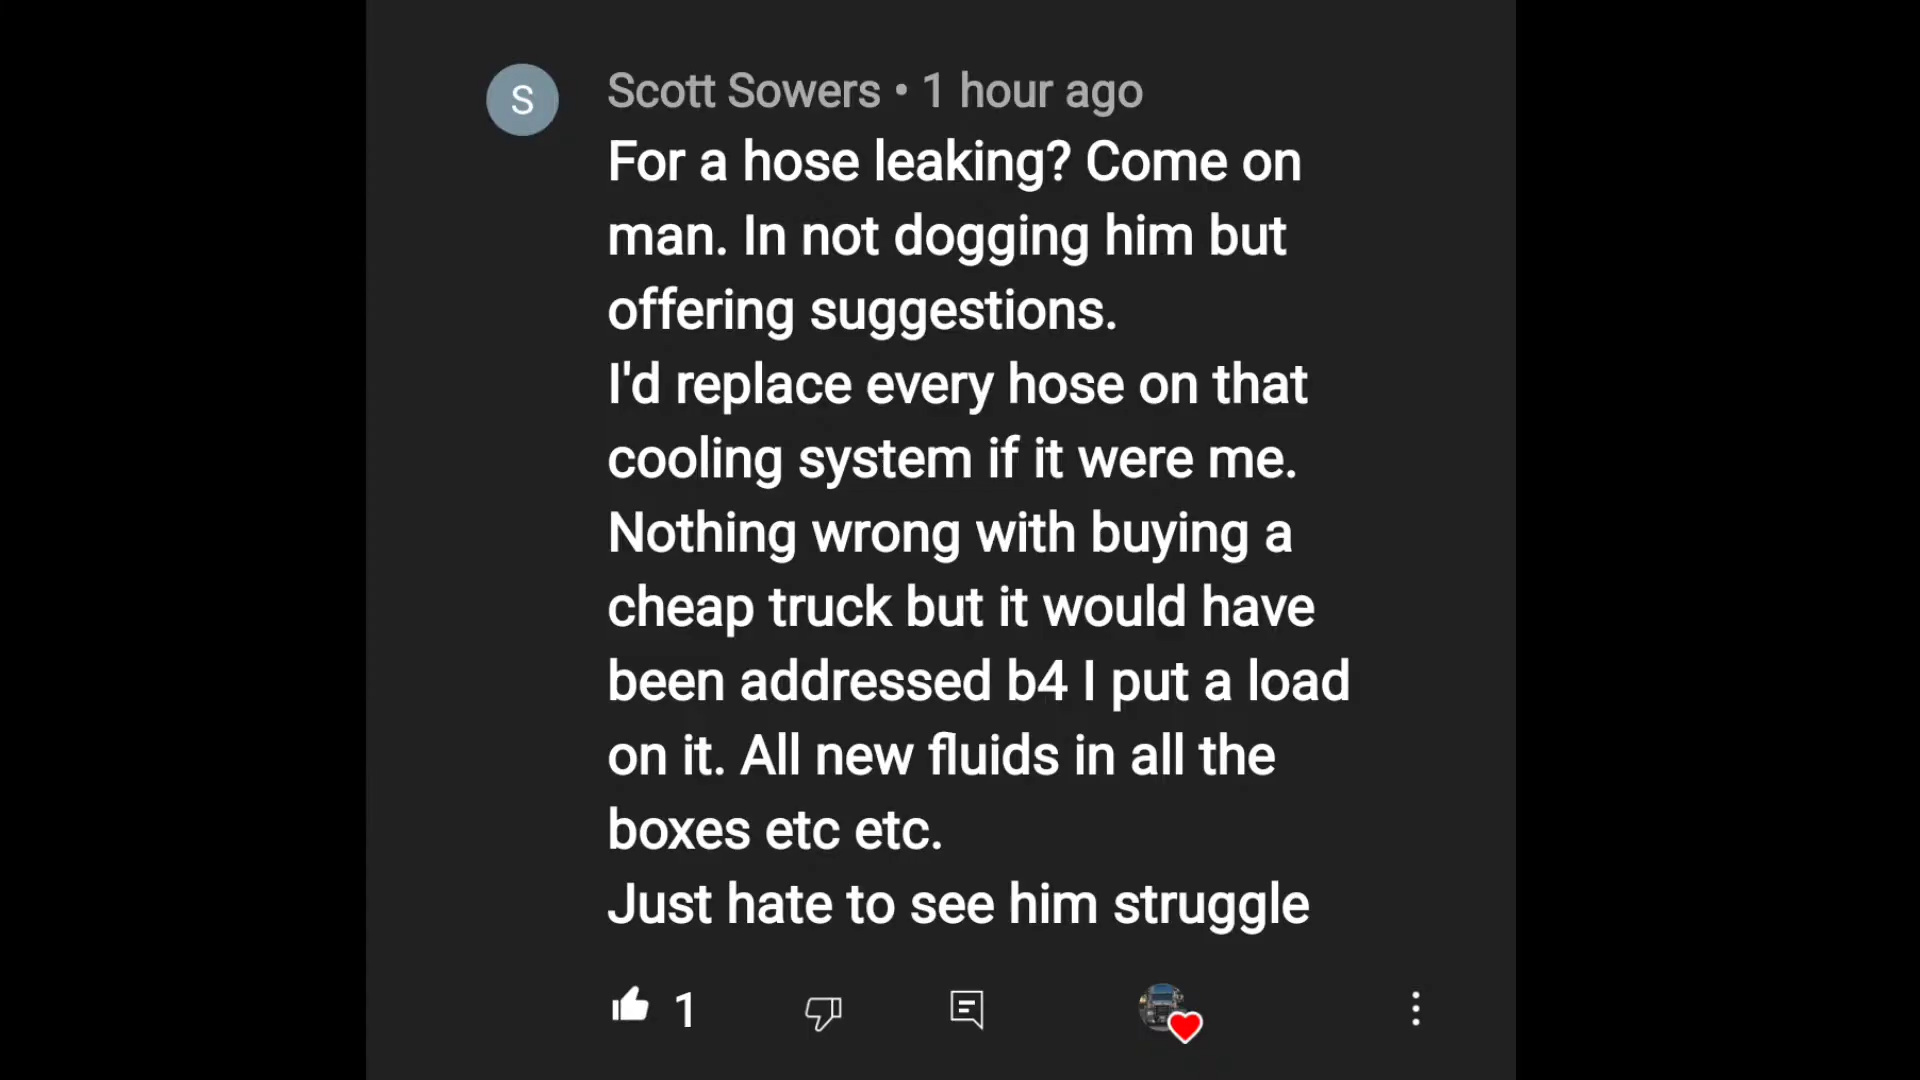 S
Scott Sowers • 1 hour ago
For a hose leaking? Come on
man. In not dogging him but
offering suggestions.
I'd replace every hose on that
cooling system if it were me.
Nothing wrong with buying a
cheap truck but it would have
been addressed b4 I put a load
on it. All new fluids in all the
boxes etc etc.
Just hate to see him struggle
1